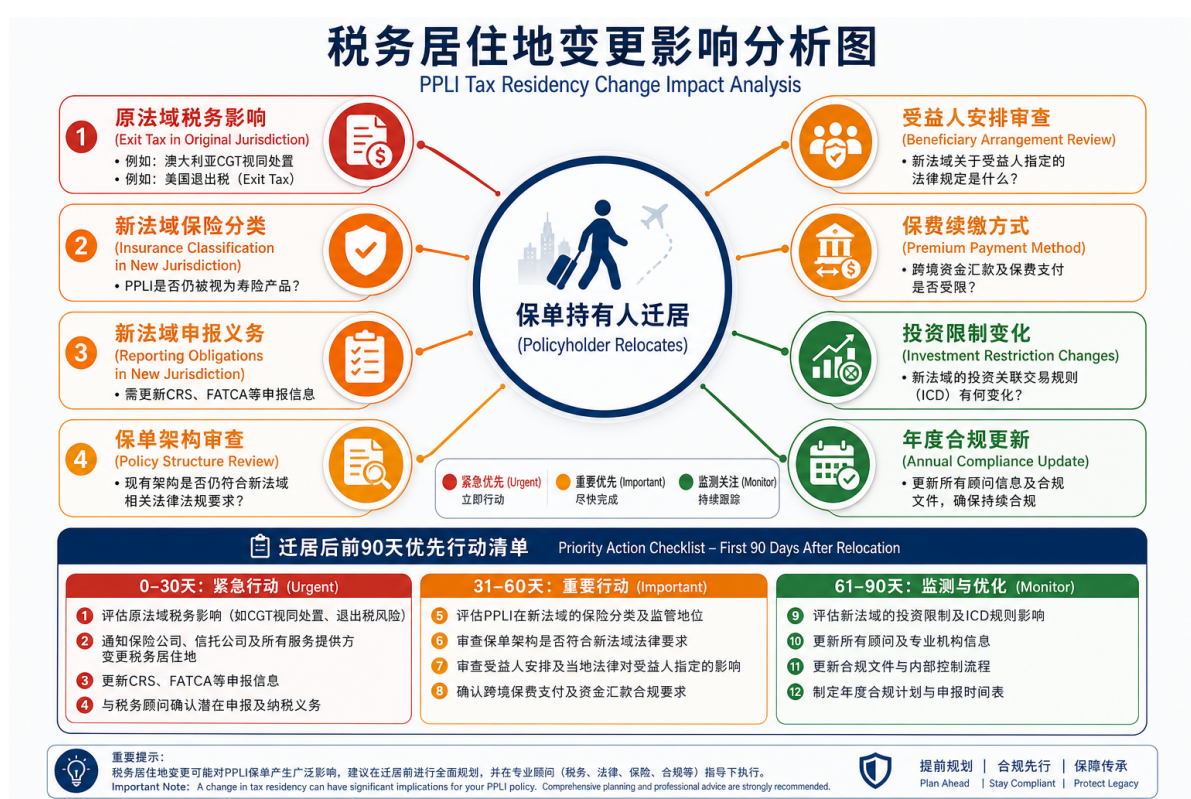 税务居住地变更影响分析图
PPLI Tax Residency Change Impact Analysis
1
原法域税务影响
(Exit Tax in Original Jurisdiction)
• 例如：澳大利亚CGT视同处置
• 例如：美国退出税（Exit Tax）
2
新法域保险分类
(Insurance Classification
in New Jurisdiction)
• PPLI是否仍被视为寿险产品？
3
新法域申报义务
(Reporting Obligations
in New Jurisdiction)
• 需更新CRS、FATCA等申报信息
4
保单架构审查
(Policy Structure Review)
• 现有架构是否仍符合新法域
相关法律法规要求？
保单持有人迁居
(Policyholder Relocates)
受益人安排审查
(Beneficiary Arrangement Review)
• 新法域关于受益人指定的
法律规定是什么？
保费续缴方式
(Premium Payment Method)
• 跨境资金汇款及保费支付
是否受限？
投资限制变化
(Investment Restriction Changes)
• 新法域的投资关联交易规则
（ICD）有何变化？
年度合规更新
(Annual Compliance Update)
• 更新所有顾问信息及合规
文件，确保持续合规
紧急优先 (Urgent)
立即行动
重要优先 (Important)
尽快完成
监测关注 (Monitor)
持续跟踪
迁居后前90天优先行动清单 Priority Action Checklist – First 90 Days After Relocation
0–30天：紧急行动 (Urgent)
1 评估原法域税务影响（如CGT视同处置、退出税风险）
2 通知保险公司、信托公司及所有服务提供方
变更税务居住地
3 更新CRS、FATCA等申报信息
4 与税务顾问确认潜在申报及纳税义务
31–60天：重要行动 (Important)
5 评估PPLI在新法域的保险分类及监管地位
6 审查保单架构是否符合新法域法律要求
7 审查受益人安排及当地法律对受益人指定的影响
8 确认跨境保费支付及资金汇款合规要求
61–90天：监测与优化 (Monitor)
9 评估新法域的投资限制及ICD规则影响
10 更新所有顾问及专业机构信息
11 更新合规文件与内部控制流程
12 制定年度合规计划与申报时间表
重要提示：
税务居住地变更可能对PPLI保单产生广泛影响，建议在迁居前进行全面规划，并在专业顾问（税务、法律、保险、合规等）指导下执行。
Important Note: A change in tax residency can have significant implications for your PPLI policy. Comprehensive planning and professional advice are strongly recommended.
提前规划 | 合规先行 | 保障传承
Plan Ahead | Stay Compliant | Protect Legacy